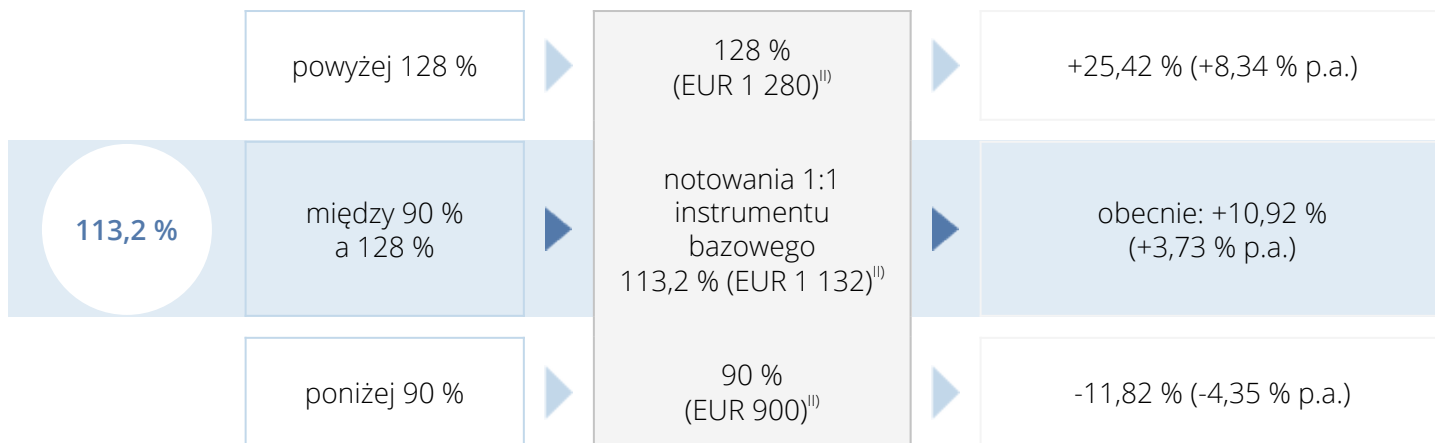 powyżej 128 %
128 %
(EUR 1 280)II)
+25,42 % (+8,34 % p.a.)
113,2 %
między 90 %
a 128 %
notowania 1:1
instrumentu
bazowego
113,2 % (EUR 1 132)II)
obecnie: +10,92 %
(+3,73 % p.a.)
poniżej 90 %
90 %
(EUR 900)II)
-11,82 % (-4,35 % p.a.)